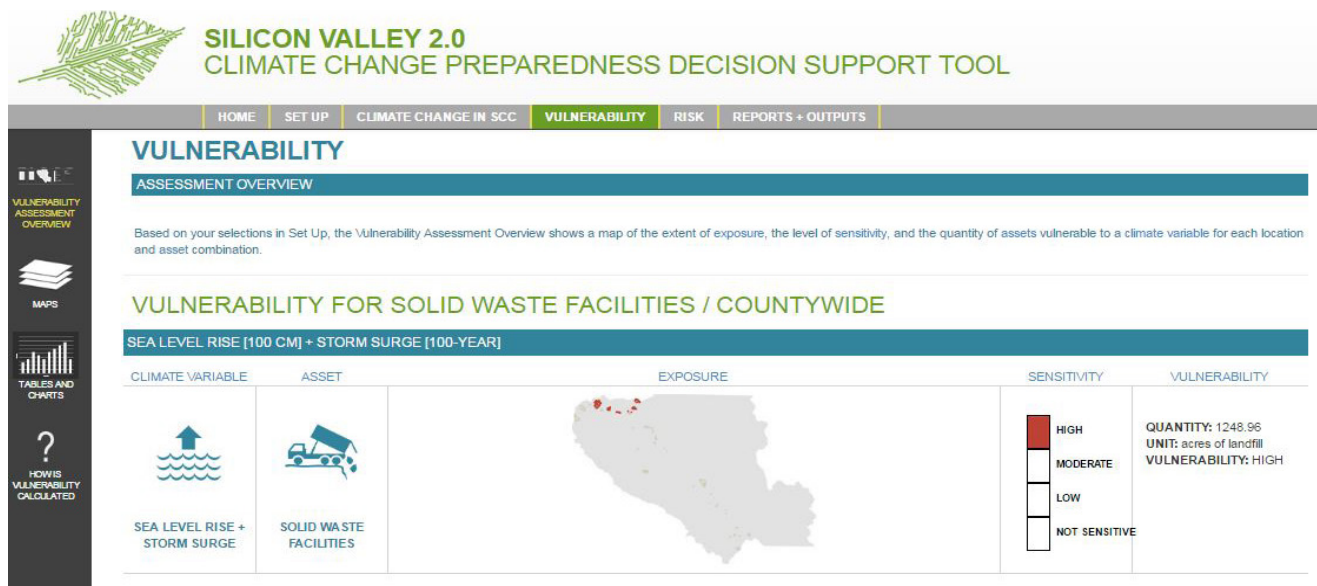 SILICON VALLEY 2.0
CLIMATE CHANGE PREPAREDNESS DECISION SUPPORT TOOL
HOME SET UP CLIMATE CHANGE IN SCC VULNERABILITY RISK REPORTS + OUTPUTS
VULNERABILITY
ASSESSMENT
OVERVIEW
MAPS
TABLES AND
CHARTS
?
HOW IS
VULNERABILITY
CALCULATED
VULNERABILITY
ASSESSMENT OVERVIEW
Based on your selections in Set Up, the Vulnerability Assessment Overview shows a map of the extent of exposure, the level of sensitivity, and the quantity of assets vulnerable to a climate variable for each location
and asset combination.
VULNERABILITY FOR SOLID WASTE FACILITIES / COUNTYWIDE
SEA LEVEL RISE [100 CM] + STORM SURGE [100-YEAR]
CLIMATE VARIABLE ASSET EXPOSURE SENSITIVITY VULNERABILITY
SEA LEVEL RISE +
STORM SURGE
SOLID WASTE
FACILITIES
HIGH
MODERATE
LOW
NOT SENSITIVE
QUANTITY: 1248.96
UNIT: acres of landfill
VULNERABILITY: HIGH